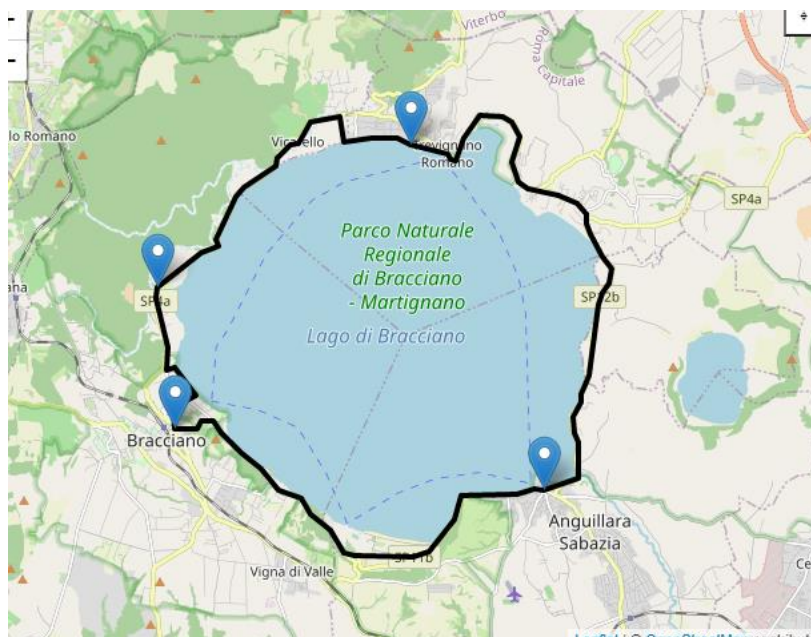 Viterbo
Roma
Capitale
lo Romano
Vicarello
Trevignano
Romano
SP4a
Parco Naturale
Regionale
di Bracciano
- Martignano
SP4a
SP12b
Lago di Bracciano
Bracciano
Anguillara
Sabazia
SP11b
Vigna di Valle